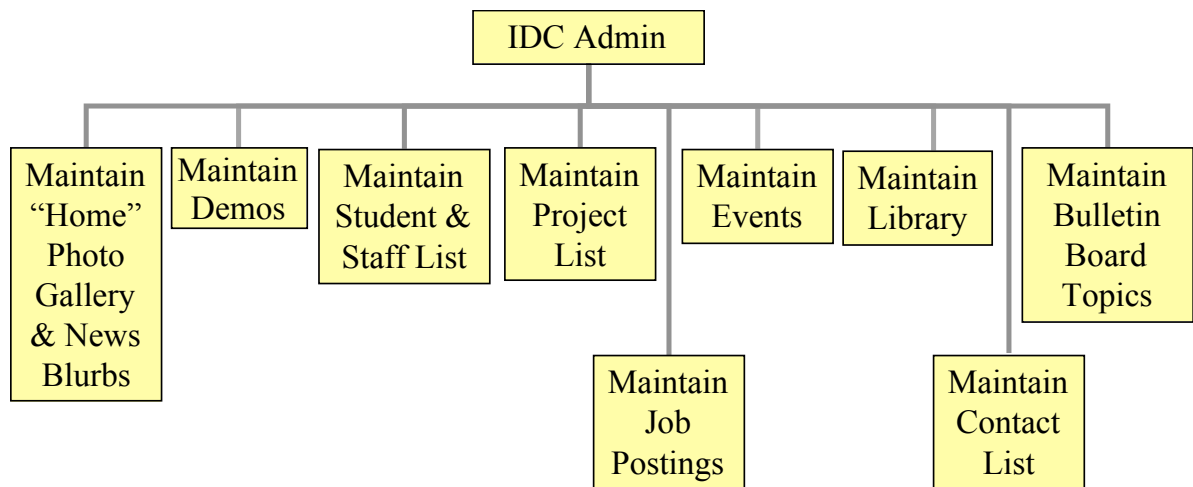 IDC Admin
Maintain
“Home”
Photo
Gallery
& News
Blurbs
Maintain
Demos
Maintain
Student &
Staff List
Maintain
Project
List
Maintain
Job
Postings
Maintain
Events
Maintain
Library
Maintain
Contact
List
Maintain
Bulletin
Board
Topics